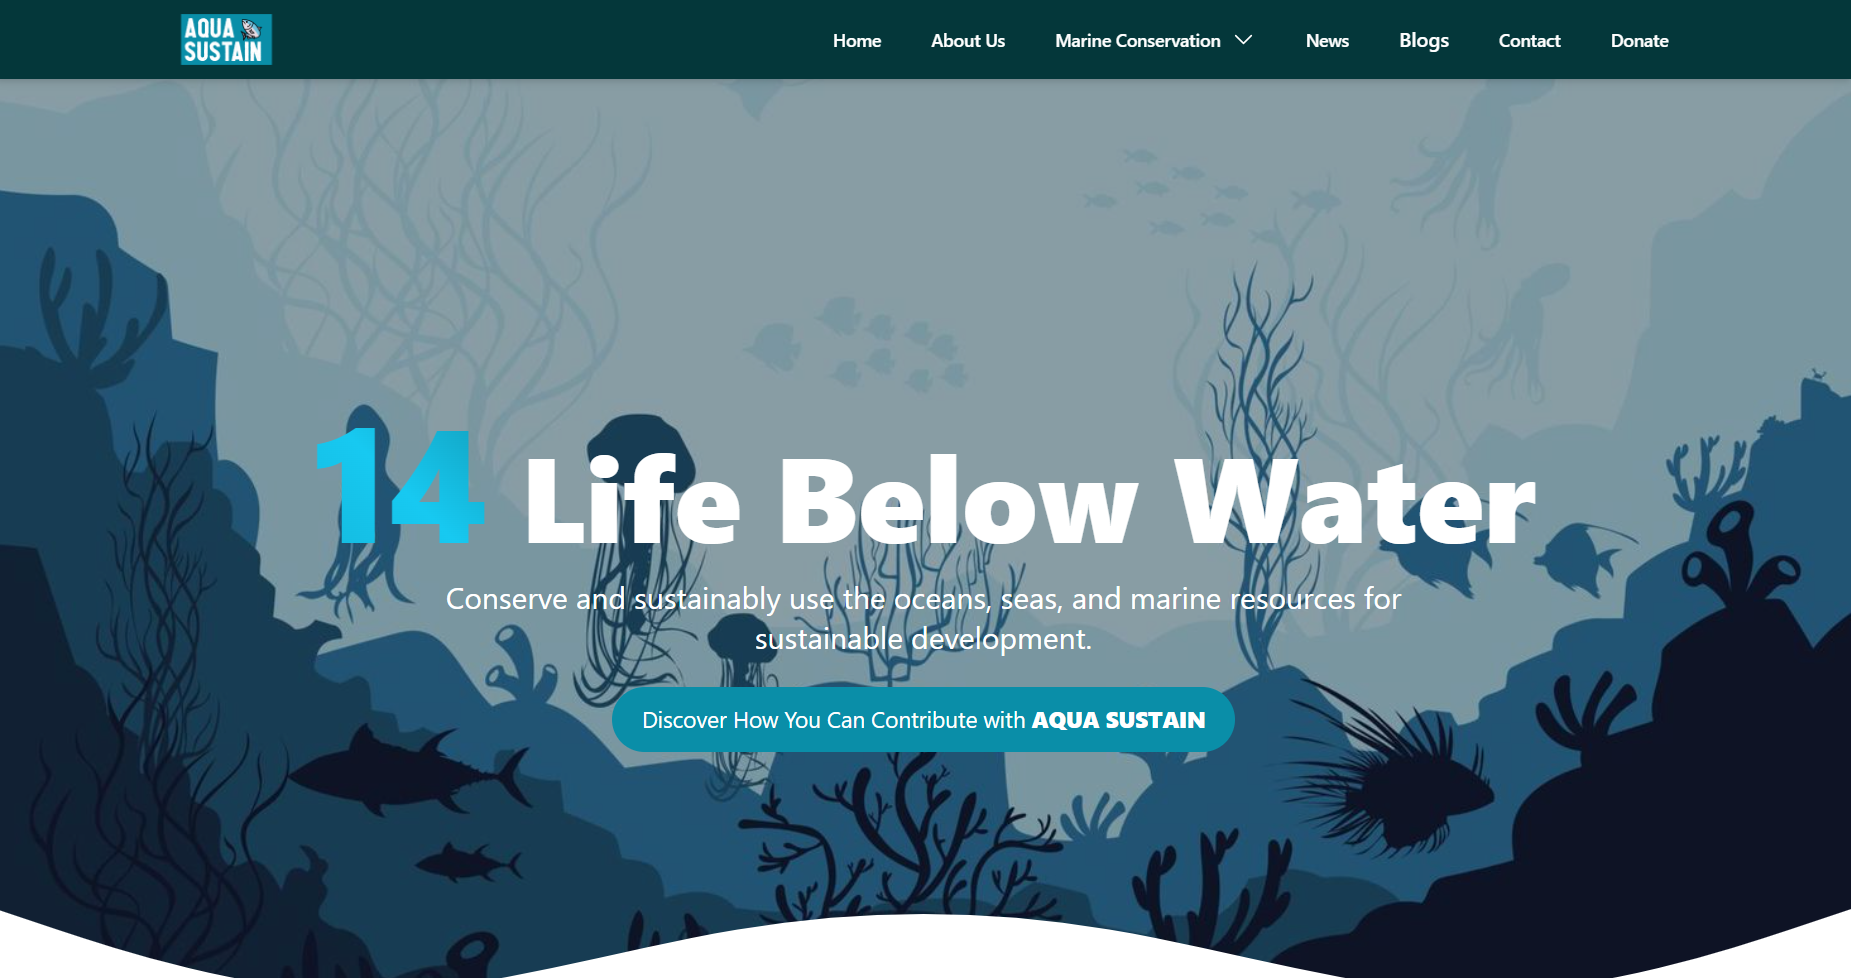 AQUA
SUSTAIN
Home About Us Marine Conservation News Blogs Contact Donate
14 Life Below Water
Conserve and sustainably use the oceans, seas, and marine resources for
sustainable development.
Discover How You Can Contribute with AQUA SUSTAIN